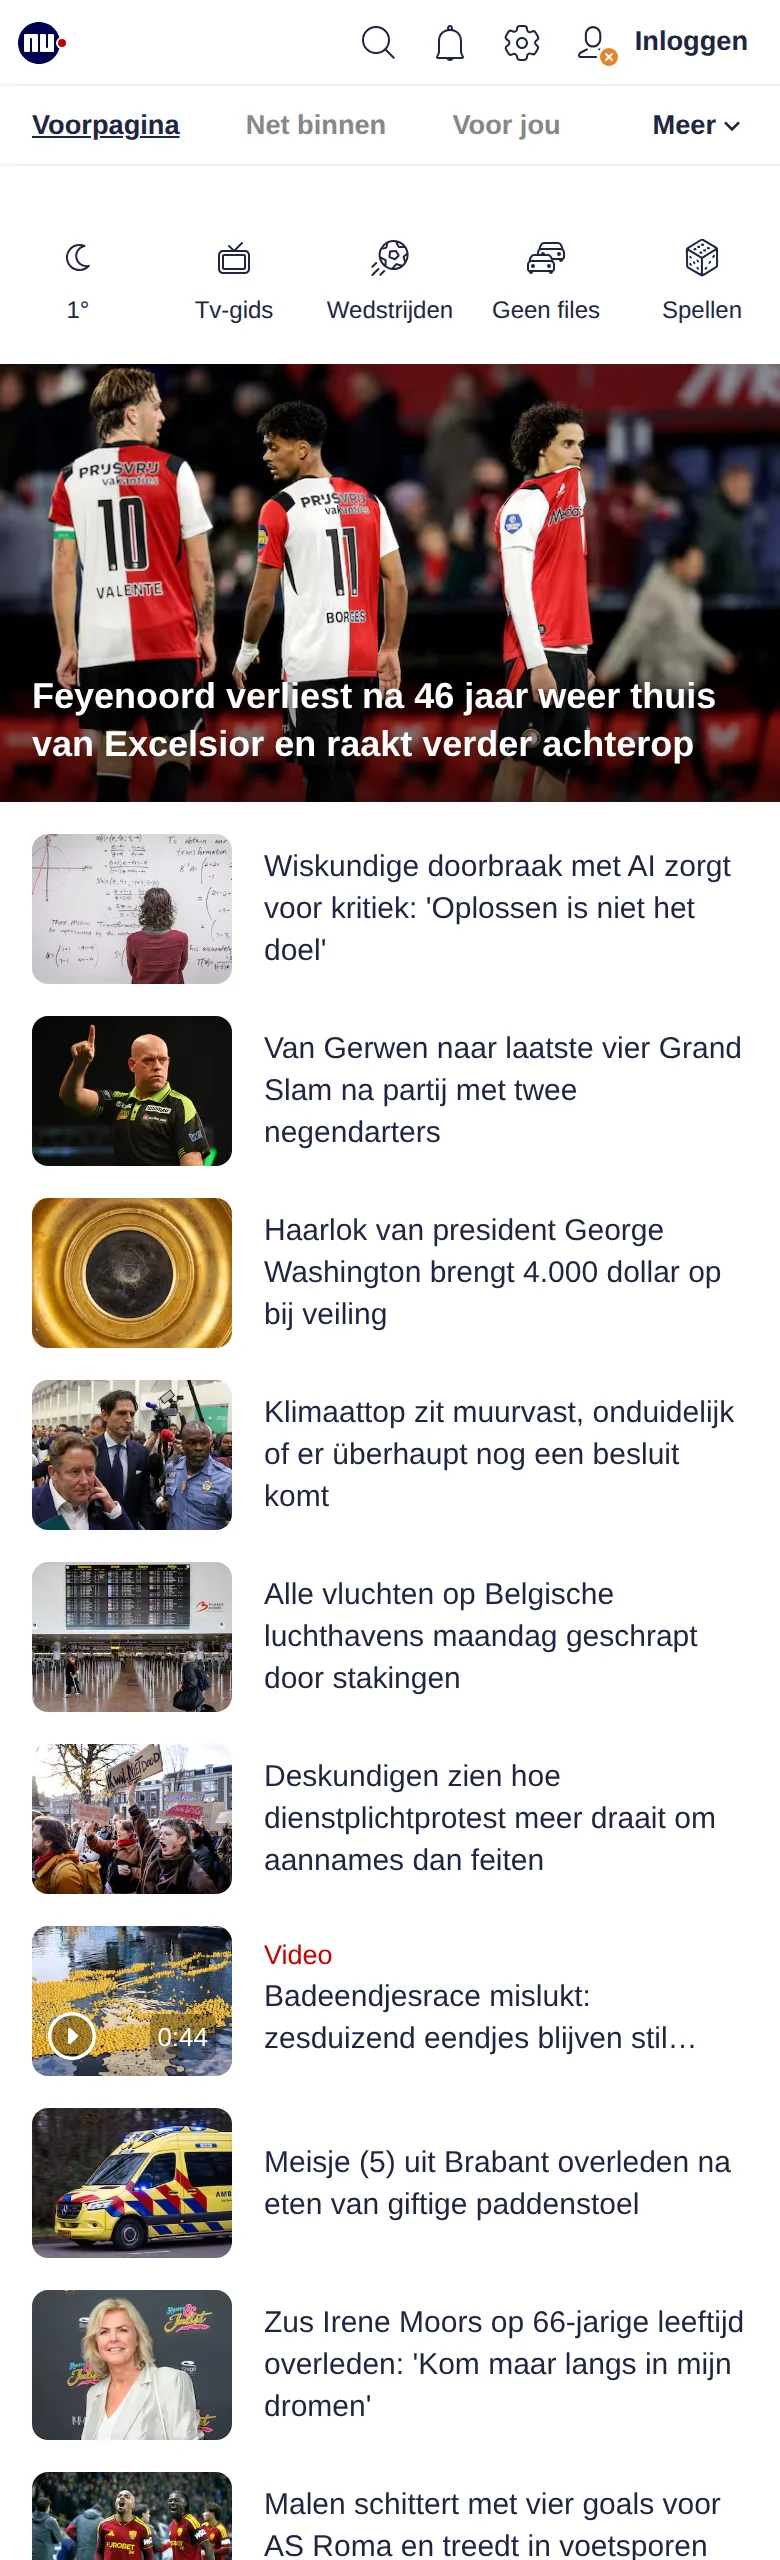 nu
Inloggen
Voorpagina
Net binnen
Voor jou
Meer
1°
Tv-gids
Wedstrijden
Geen files
Spellen
PRIJSVRIJ
vakanties
10
VALENTE
PRIJSVRIJ
vakanties
11
BORGES
Feyenoord verliest na 46 jaar weer thuis
van Excelsior en raakt verder achterop
Wiskundige doorbraak met AI zorgt
voor kritiek: 'Oplossen is niet het
doel'
Van Gerwen naar laatste vier Grand
Slam na partij met twee
negendarters
Haarlok van president George
Washington brengt 4.000 dollar op
bij veiling
Klimaattop zit muurvast, onduidelijk
of er überhaupt nog een besluit
komt
Alle vluchten op Belgische
luchthavens maandag geschrapt
door stakingen
IK WIL NIET DOOD
Deskundigen zien hoe
dienstplichtprotest meer draait om
aannames dan feiten
0:44
Video
Badeendjesrace mislukt:
zesduizend eendjes blijven stil…
Meisje (5) uit Brabant overleden na
eten van giftige paddenstoel
Zus Irene Moors op 66-jarige leeftijd
overleden: 'Kom maar langs in mijn
dromen'
Malen schittert met vier goals voor
AS Roma en treedt in voetsporen